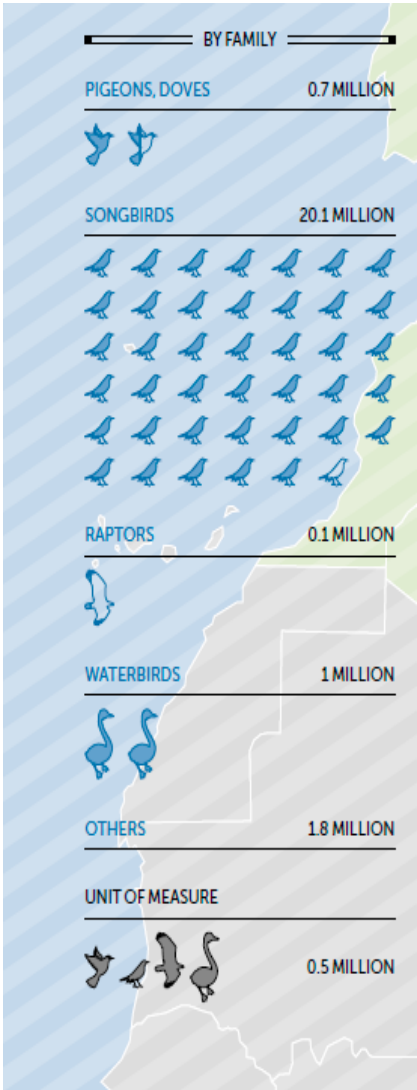 BY FAMILY
PIGEONS, DOVES 0.7 MILLION
SONGBIRDS 20.1 MILLION
RAPTORS 0.1 MILLION
WATERBIRDS 1 MILLION
OTHERS 1.8 MILLION
UNIT OF MEASURE
0.5 MILLION